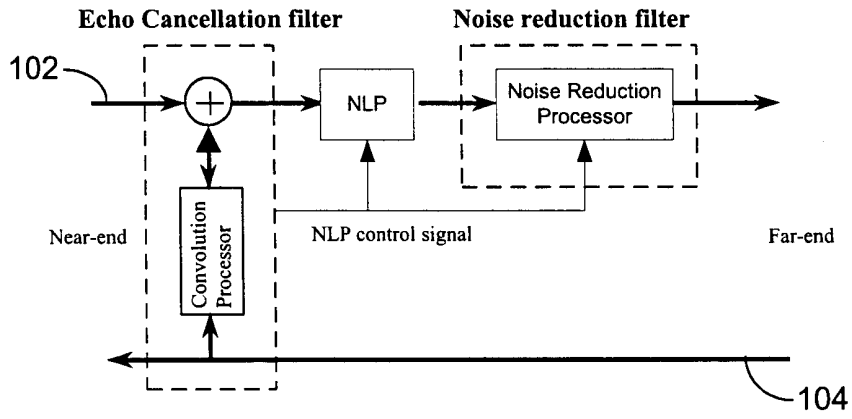 Echo Cancellation filter
Noise reduction filter
102
+
NLP
Noise Reduction
Processor
Convolution
Processor
Near-end
NLP control signal
Far-end
104